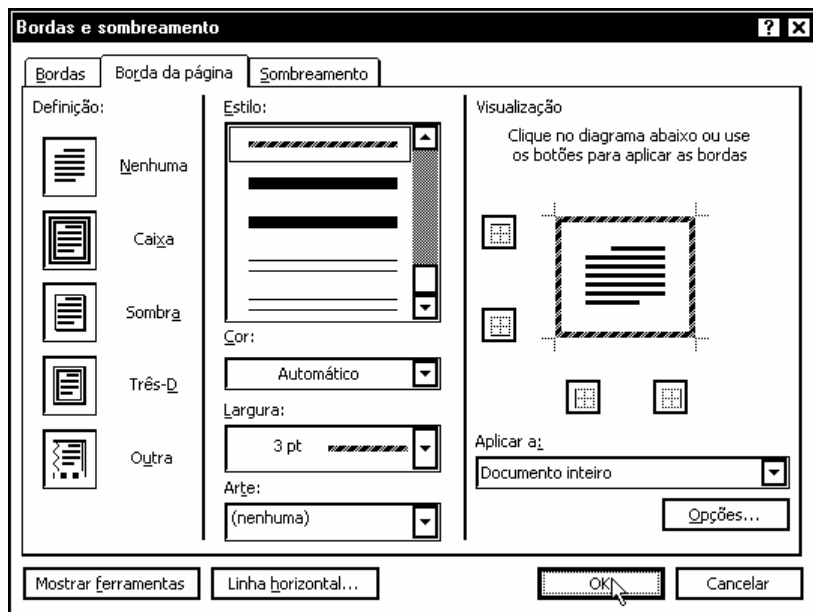 Bordas e sombreamento
Bordas
Borda da página
Sombreamento
Definição:
Nenhuma
Caixa
Sombra
Três-D
Outra
Estilo:
Cor:
Automático
Largura:
3 pt
Arte:
(nenhuma)
Visualização
Clique no diagrama abaixo ou use
os botões para aplicar as bordas
Aplicar a:
Documento inteiro
Opções...
Mostrar ferramentas
Linha horizontal...
OK
Cancelar